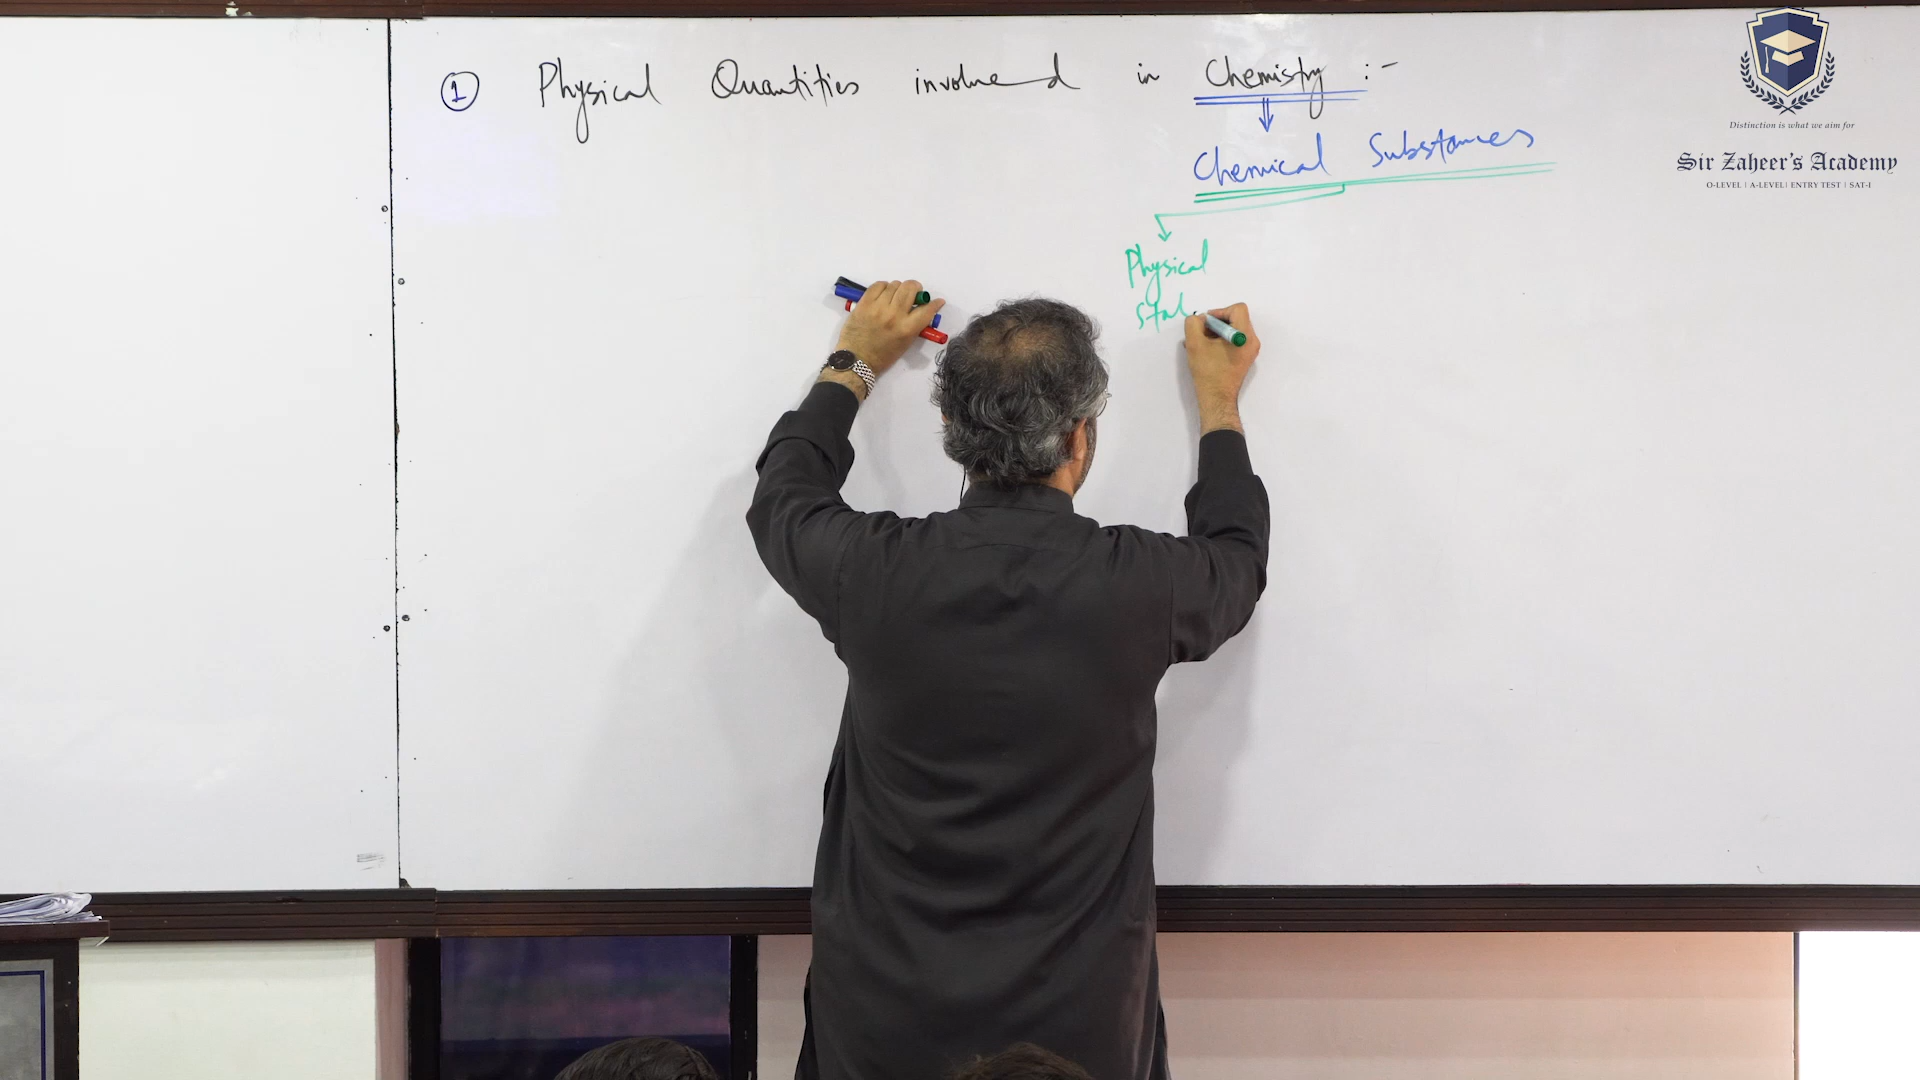 1 Physical Quantities involved in Chemistry :-
Chemical Substances
Physical
Distinction is what we aim for
Sir Zaheer's Academy
O-LEVEL | A-LEVEL | ENTRY TEST | SAT-I